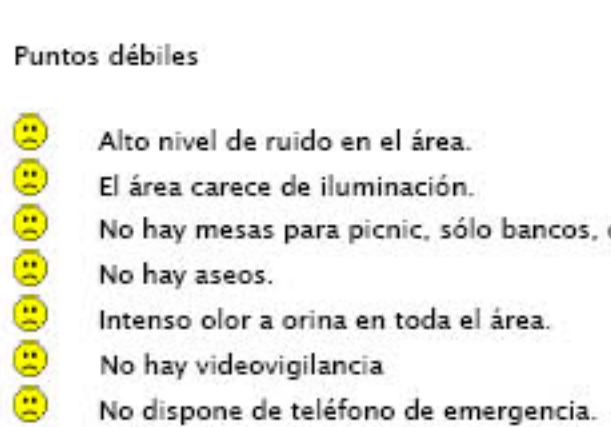 Puntos débiles
Alto nivel de ruido en el área.
El área carece de iluminación.
No hay mesas para picnic, sólo bancos,
No hay aseos.
Intenso olor a orina en toda el área.
No hay videovigilancia
No dispone de teléfono de emergencia.